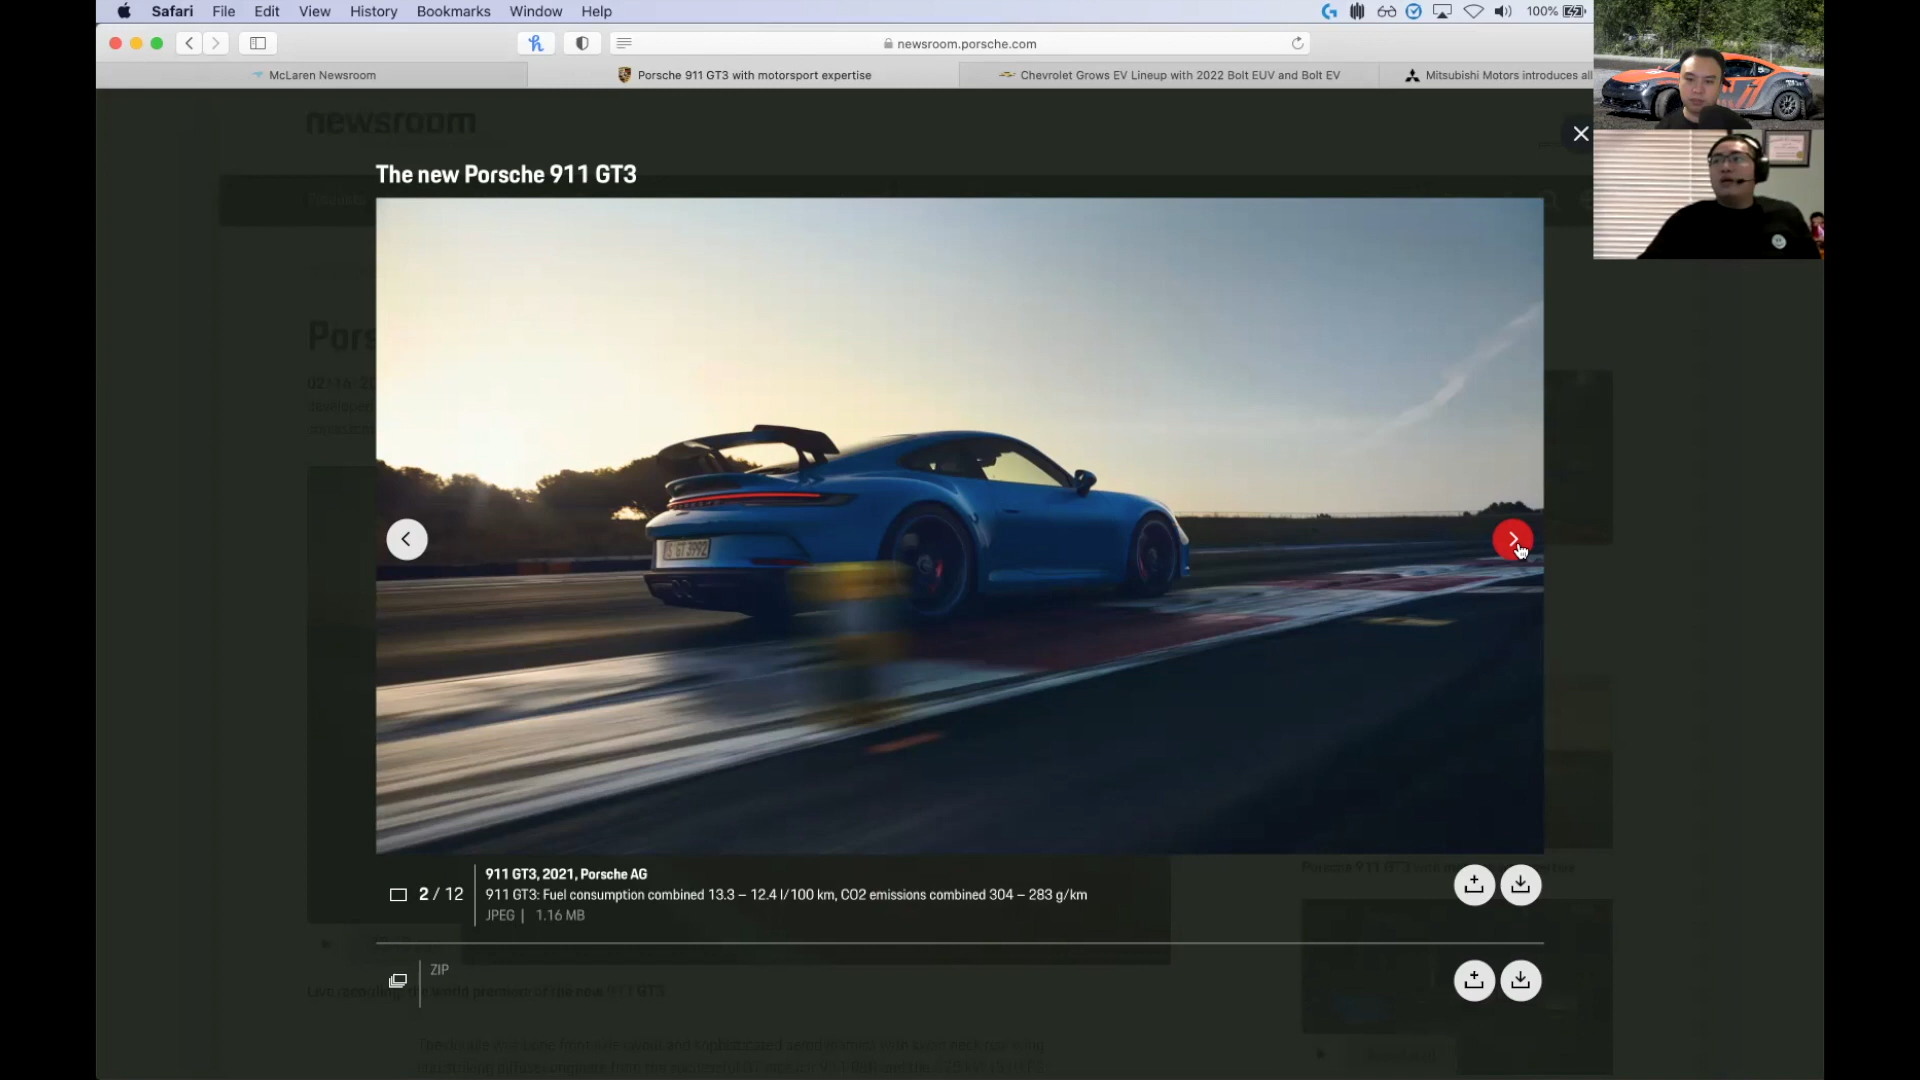 Safari File Edit View History Bookmarks Window Help 100%
newsroom.porsche.com
McLaren Newsroom
Porsche 911 GT3 with motorsport expertise
Chevrolet Grows EV Lineup with 2022 Bolt EUV and Bolt EV
Mitsubishi Motors introduces all
newsroom
The new Porsche 911 GT3
Pors
S GT 3992
2 / 12
911 GT3, 2021, Porsche AG
911 GT3: Fuel consumption combined 13.3 – 12.4 l/100 km, CO2 emissions combined 304 – 283 g/km
JPEG | 1.16 MB
ZIP